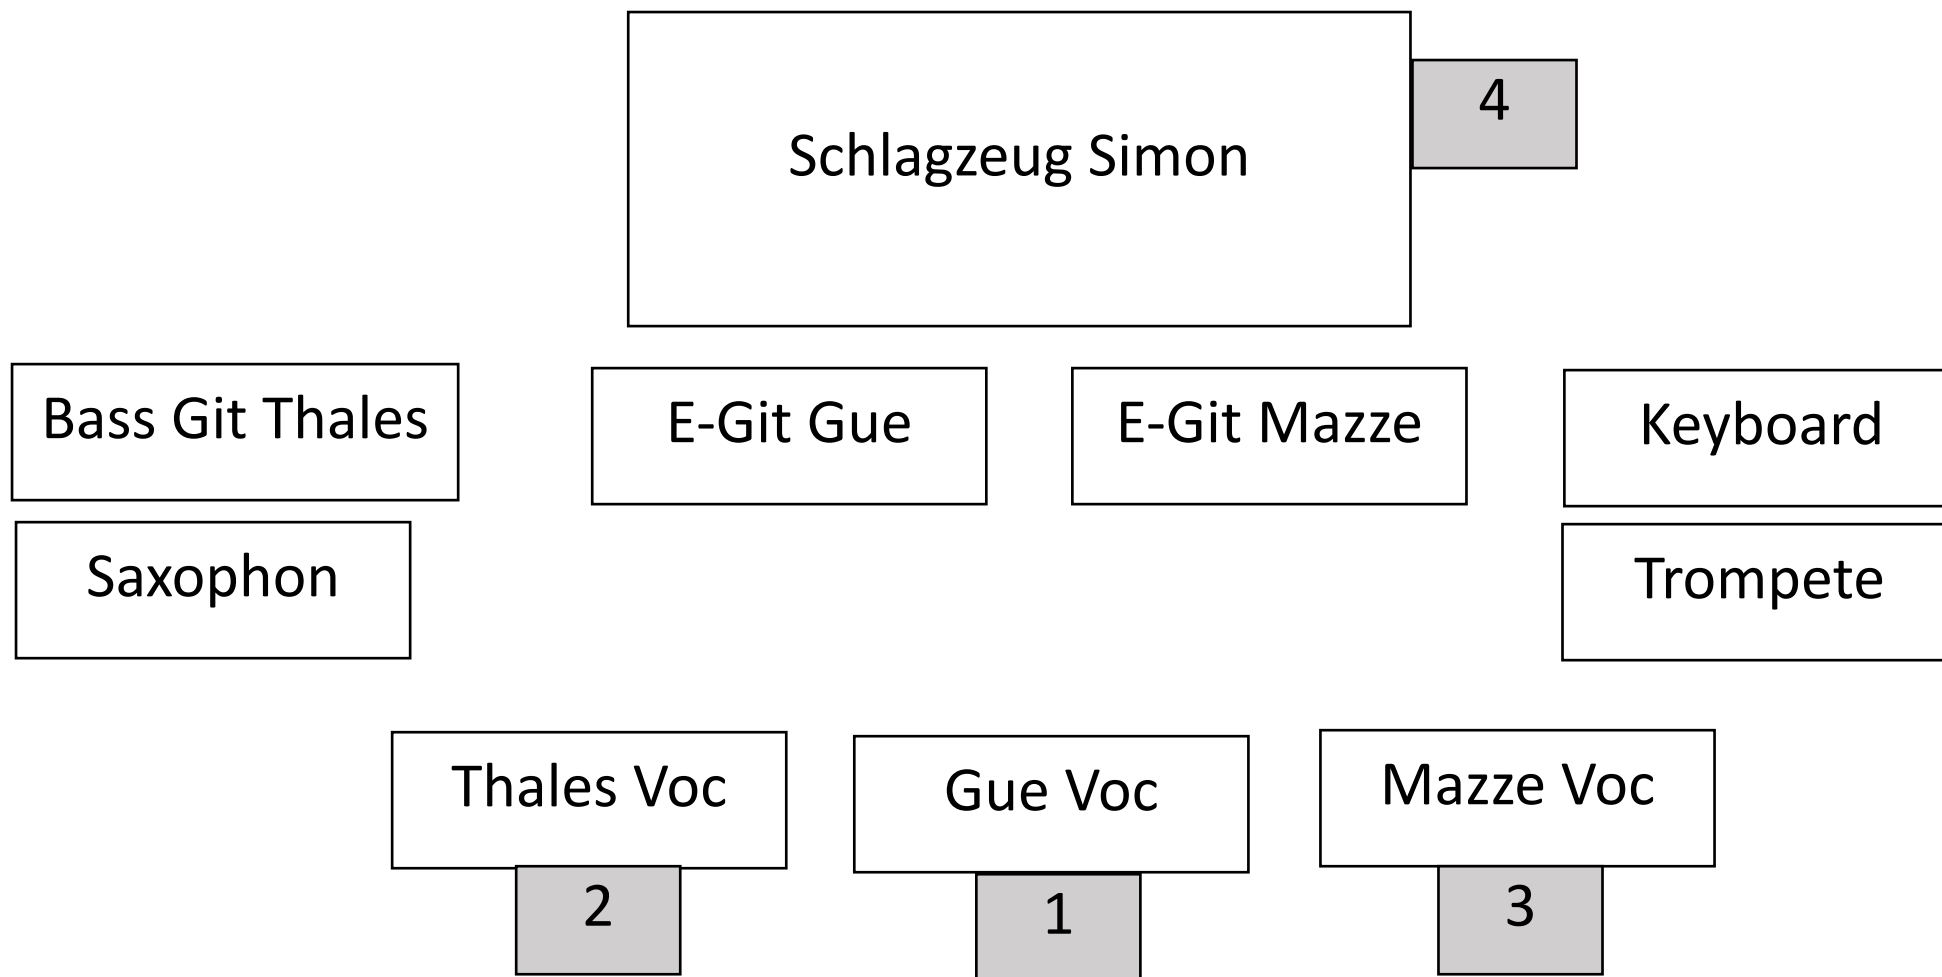 Schlagzeug Simon
4
Bass Git Thales
E-Git Gue
E-Git Mazze
Keyboard
Saxophon
Trompete
Thales Voc
Gue Voc
Mazze Voc
2
1
3